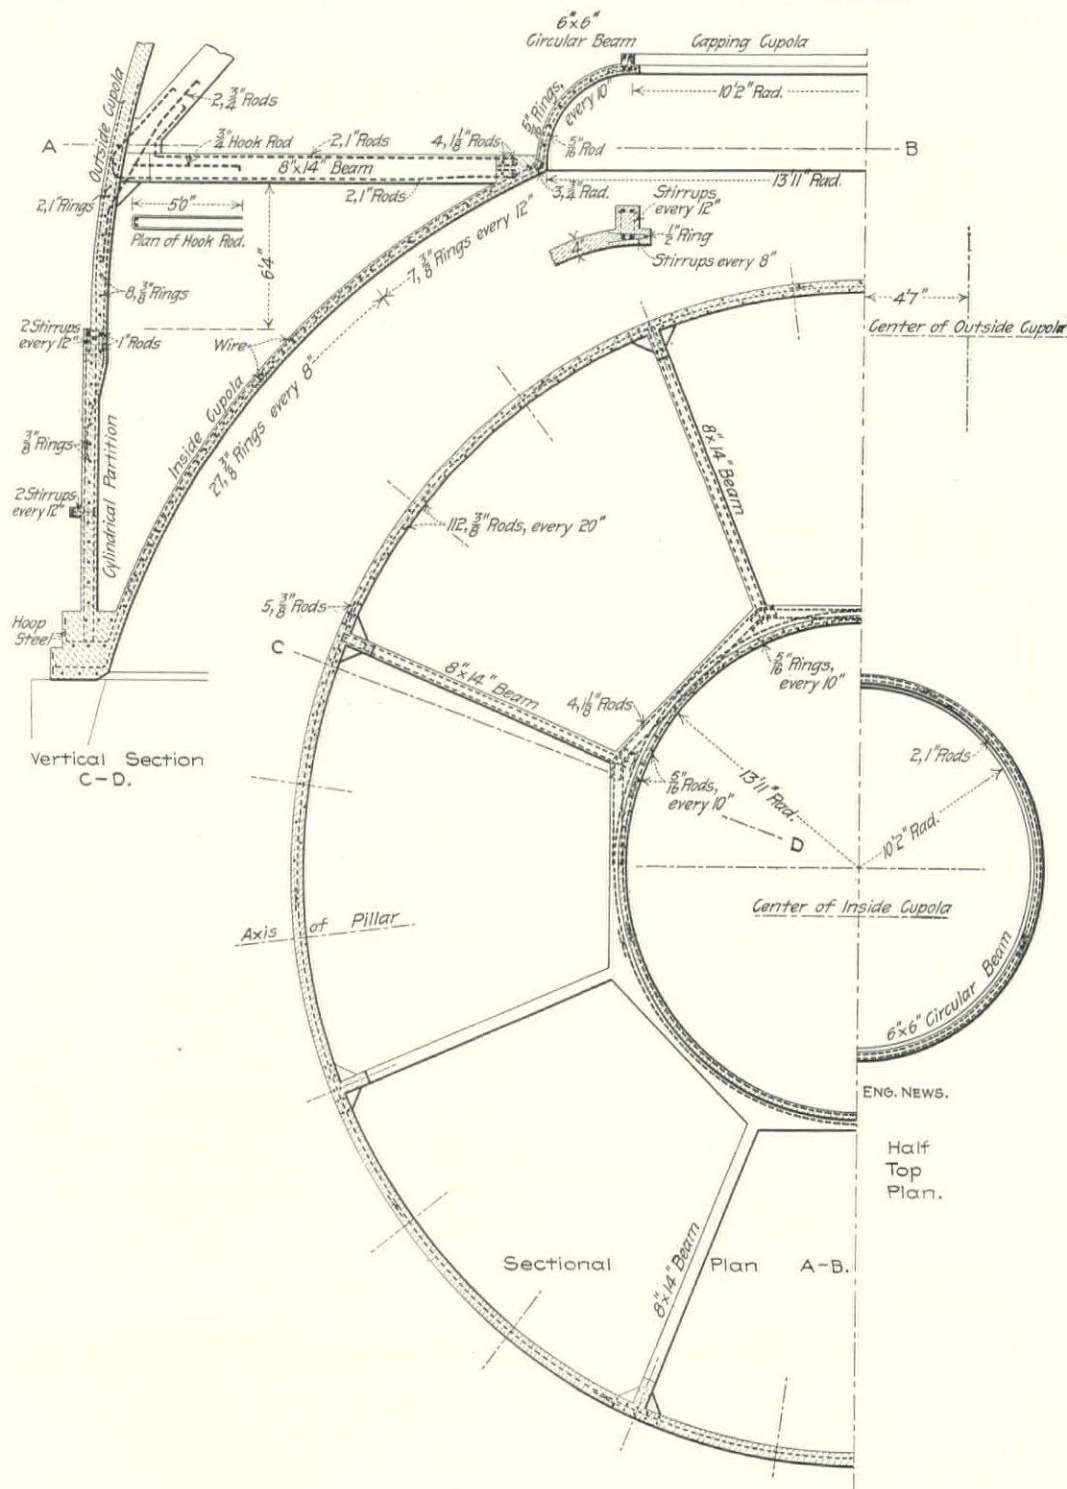 6"x6"
Circular Beam
Capping Cupola
10'2" Rad.
5/16" Rings,
every 10"
Outside Cupola
2, 3/4" Rods
3/4" Hook Rod
2, 1" Rods
4, 1 1/8" Rods
5/16" Rod
A
B
8"x14" Beam
2, 1" Rods
3, 1/4" Rad.
13'11" Rad.
2, 1" Rings
5'0"
Plan of Hook Rod.
6'4"
7, 3/8" Rings every 12"
Stirrups
every 12"
1/2" Ring
4"
Stirrups every 8"
8, 3/8" Rings
4'7"
2 Stirrups
every 12"
1" Rods
Wire
Center of Outside Cupola
Inside Cupola
27, 3/8" Rings every 8"
3/8" Rings
Cylindrical Partition
8"x14" Beam
2 Stirrups
every 12"
112, 3/8" Rods, every 20"
Hoop
Steel
5, 3/8" Rods
C
8"x14" Beam
5/16" Rings,
every 10"
4, 1 1/8" Rods
Vertical Section
C-D.
5/16" Rods,
every 10"
13'11" Rad.
2, 1" Rods
10'2" Rad.
D
Center of Inside Cupola
Axis of Pillar
6"x6" Circular Beam
ENG. NEWS.
Half
Top
Plan.
8"x14" Beam
Sectional Plan A-B.